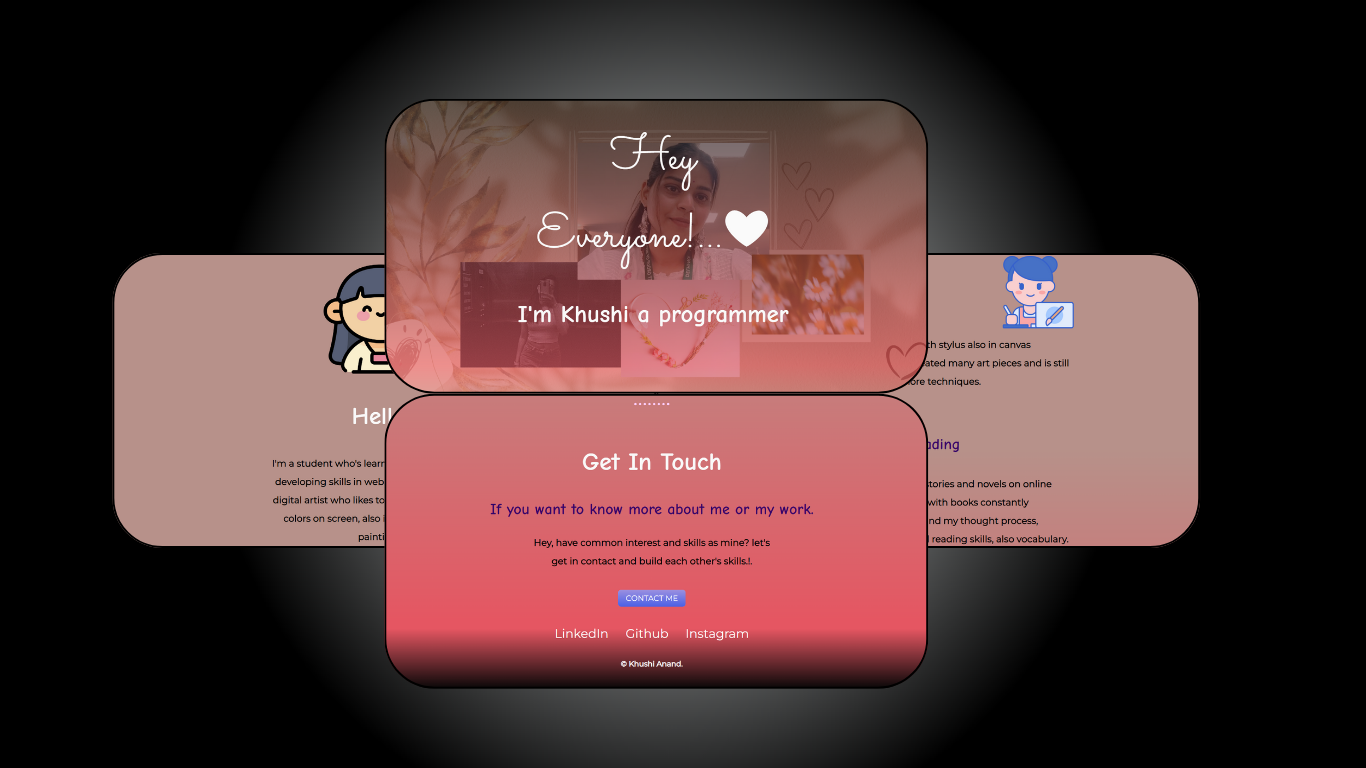 Hey
Everyone!...
I'm Khushi a programmer
Hell
I'm a student who's learn
developing skills in web
digital artist who likes to
colors on screen, also i
painti
th stylus also in canvas
ated many art pieces and is still
ore techniques.
ading
stories and novels on online
with books constantly
nd my thought process,
reading skills, also vocabulary.
Get In Touch
If you want to know more about me or my work.
Hey, have common interest and skills as mine? let's
get in contact and build each other's skills.!.
CONTACT ME
LinkedIn Github Instagram
© Khushi Anand.